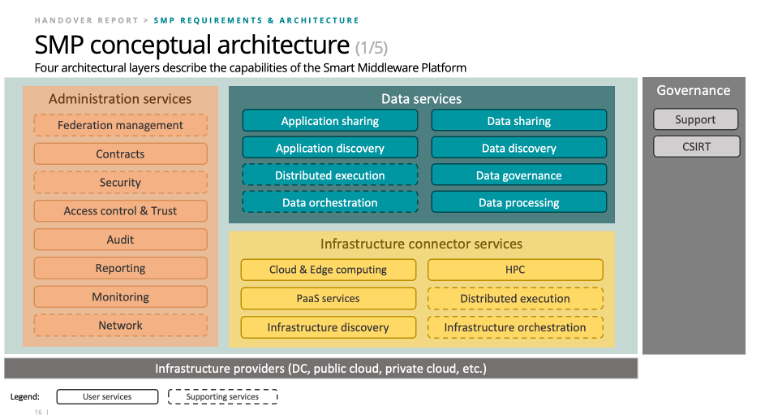 HANDOVER REPORT > SMP REQUIREMENTS & ARCHITECTURE
SMP conceptual architecture (1/5)
Four architectural layers describe the capabilities of the Smart Middleware Platform
Administration services
Federation management
Contracts
Security
Access control & Trust
Audit
Reporting
Monitoring
Network
Data services
Application sharing
Data sharing
Application discovery
Data discovery
Distributed execution
Data governance
Data orchestration
Data processing
Infrastructure connector services
Cloud & Edge computing
HPC
PaaS services
Distributed execution
Infrastructure discovery
Infrastructure orchestration
Governance
Support
CSIRT
Infrastructure providers (DC, public cloud, private cloud, etc.)
Legend:
User services
Supporting services
16 |